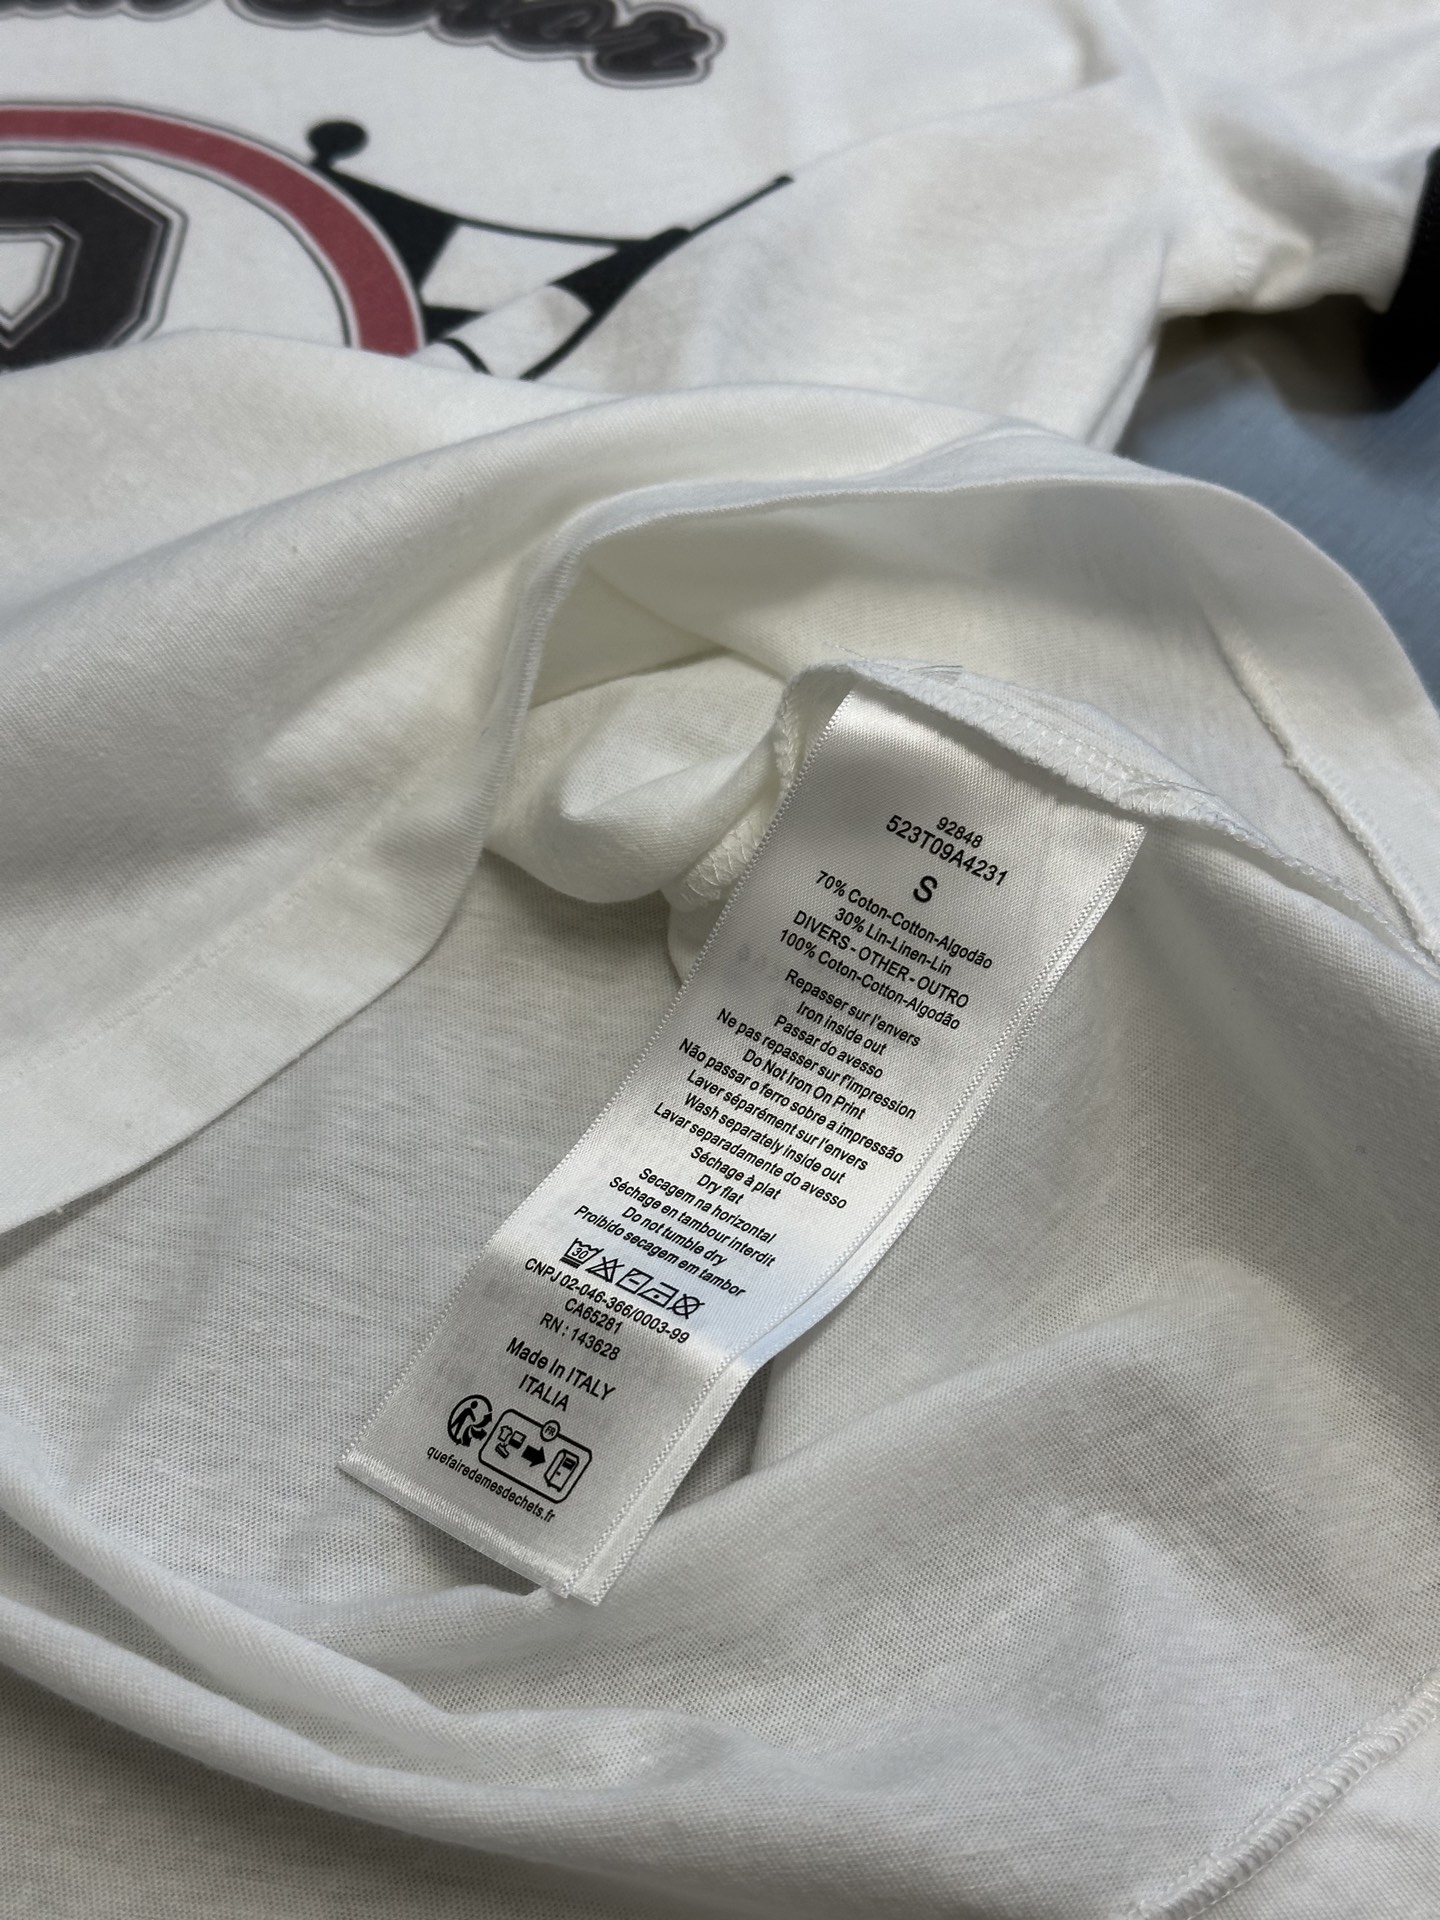 92848
523T09A4231
S
70% Coton-Cotton-Algodão
30% Lin-Linen-Lin
DIVERS - OTHER - OUTRO
100% Coton-Cotton-Algodão
Repasser sur l'envers
Iron inside out
Passar do avesso
Ne pas repasser sur l'impression
Do Not Iron On Print
Não passar o ferro sobre a impressão
Laver séparément sur l'envers
Wash separately inside out
Lavar separadamente do avesso
Séchage à plat
Dry flat
Secagem na horizontal
Séchage en tambour interdit
Do not tumble dry
Proibido secagem em tambor
30
CNPJ 02-046-366/0003-99
CA65281
RN : 143628
Made In ITALY
ITALIA
FR
quefairedemesdechets.fr